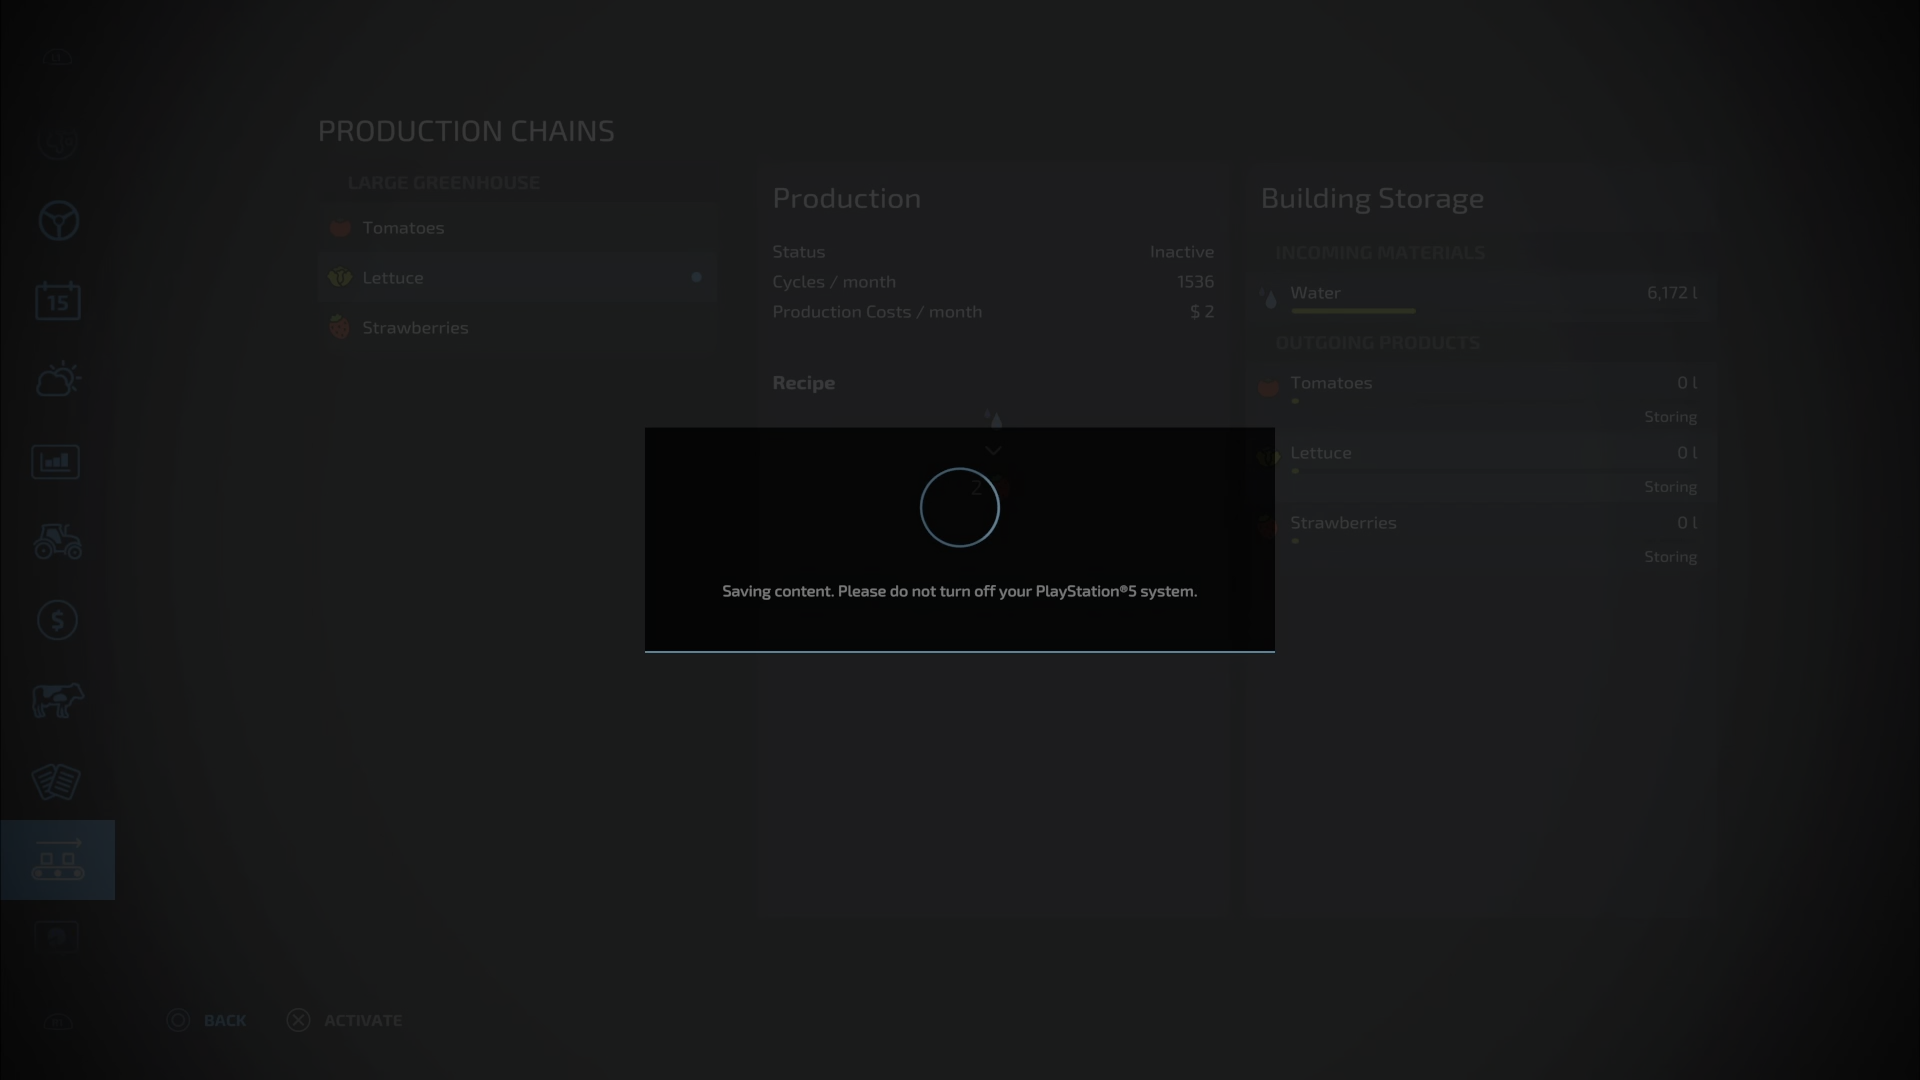 PRODUCTION CHAINS
LARGE GREENHOUSE
Tomatoes
Lettuce
Strawberries
15
$
Production
Status Inactive
Cycles / month 1536
Production Costs / month $ 2
Recipe
2
Building Storage
INCOMING MATERIALS
Water 6,172 l
OUTGOING PRODUCTS
Tomatoes 0 l
Storing
Lettuce 0 l
Storing
Strawberries 0 l
Storing
Saving content. Please do not turn off your PlayStation®5 system.
BACK
ACTIVATE